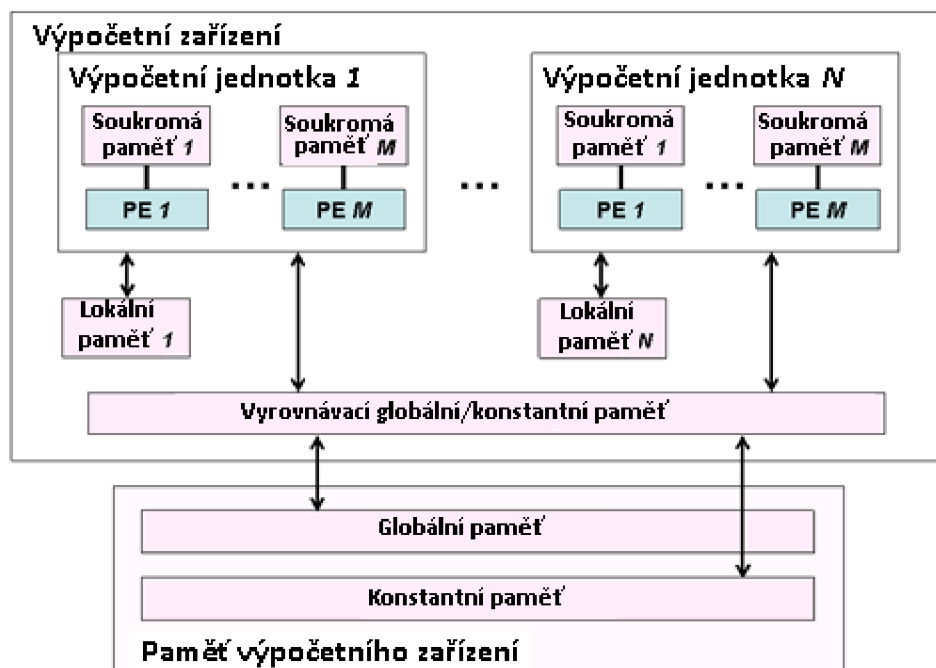 Výpočetní zařízení
Výpočetní jednotka 1
Výpočetní jednotka N
Soukromá
paměť 1
Soukromá
paměť M
Soukromá
paměť 1
Soukromá
paměť M
...
...
...
PE 1
PE M
PE 1
PE M
Lokální
paměť 1
Lokální
paměť N
Vyrovnávací globální/konstantní paměť
Globální paměť
Konstantní paměť
Paměť výpočetního zařízení